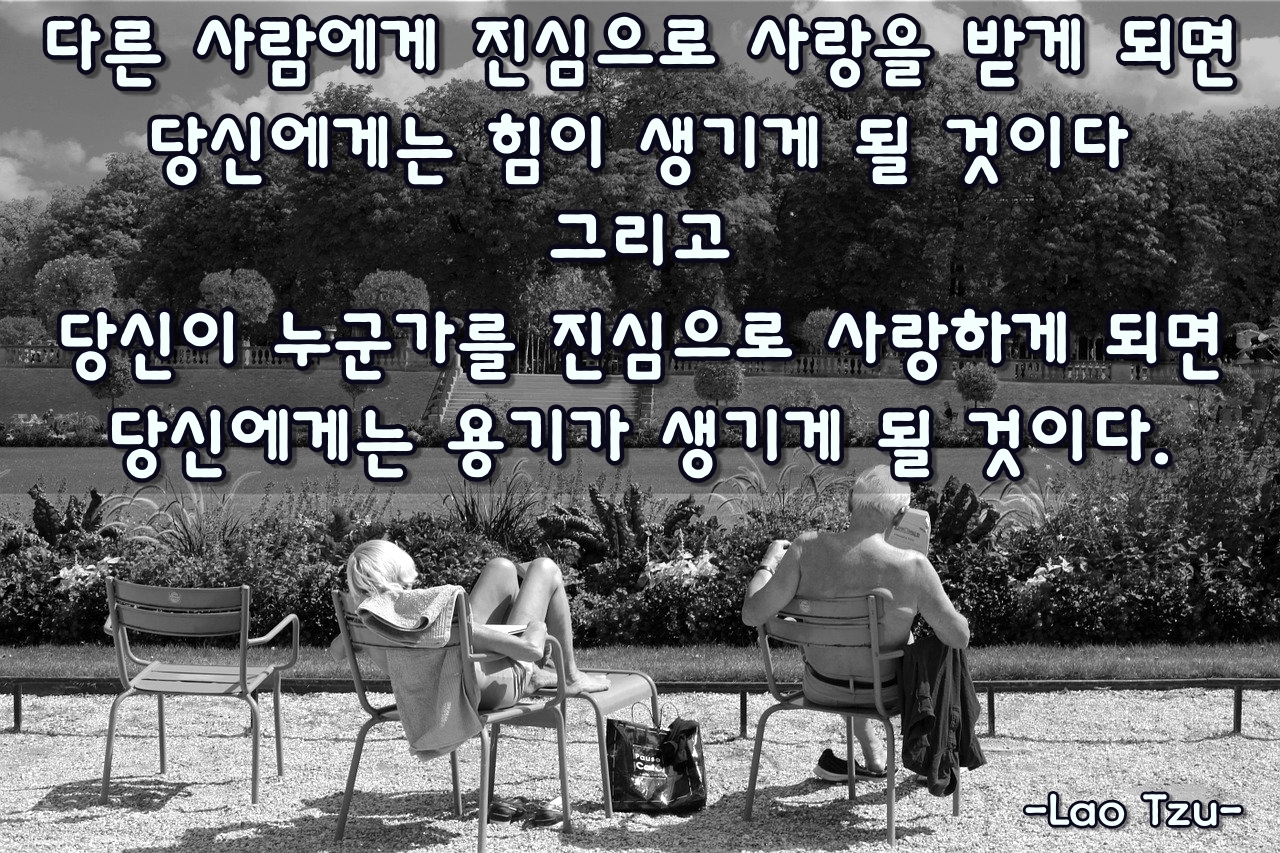 다른 사람에게 진심으로 사랑을 받게 되면
당신에게는 힘이 생기게 될 것이다
그리고
당신이 누군가를 진심으로 사랑하게 되면
당신에게는 용기가 생기게 될 것이다.
Pause
Café
-Lao Tzu-